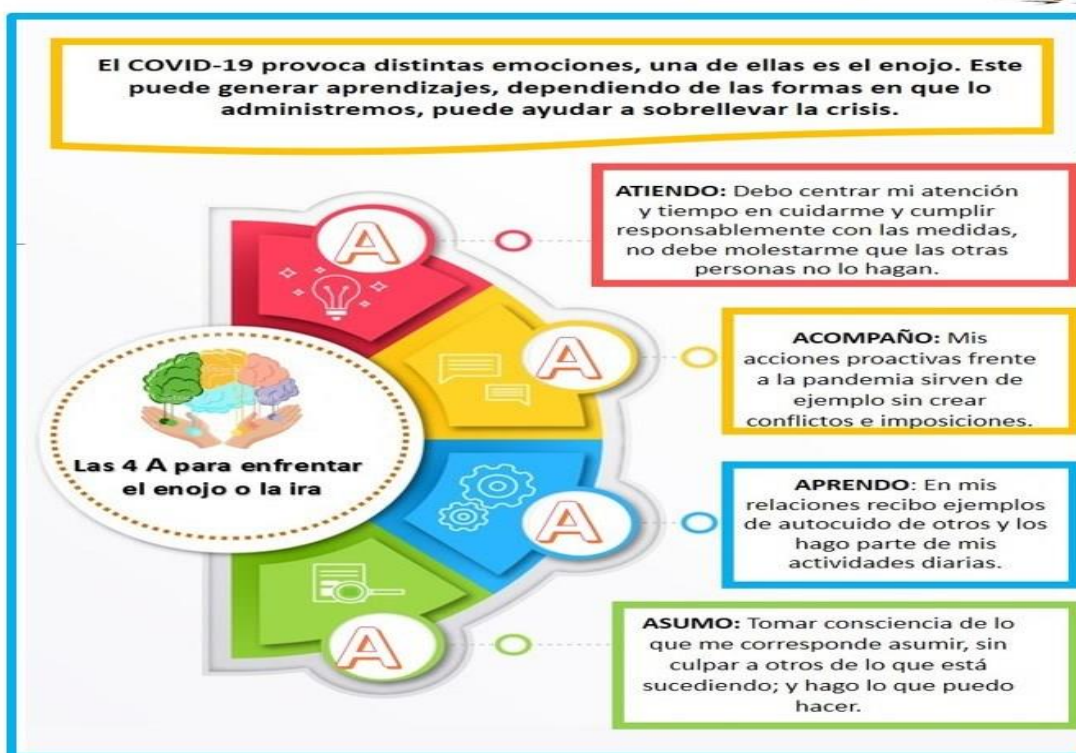 El COVID-19 provoca distintas emociones, una de ellas es el enojo. Este
puede generar aprendizajes, dependiendo de las formas en que lo
administremos, puede ayudar a sobrellevar la crisis.
A
ATIENDO: Debo centrar mi atención
y tiempo en cuidarme y cumplir
responsablemente con las medidas,
no debe molestarme que las otras
personas no lo hagan.
A
ACOMPAÑO: Mis
acciones proactivas frente
a la pandemia sirven de
ejemplo sin crear
conflictos e imposiciones.
Las 4 A para enfrentar
el enojo o la ira
A
APRENDO: En mis
relaciones recibo ejemplos
de autocuido de otros y los
hago parte de mis
actividades diarias.
A
ASUMO: Tomar consciencia de lo
que me corresponde asumir, sin
culpar a otros de lo que está
sucediendo; y hago lo que puedo
hacer.